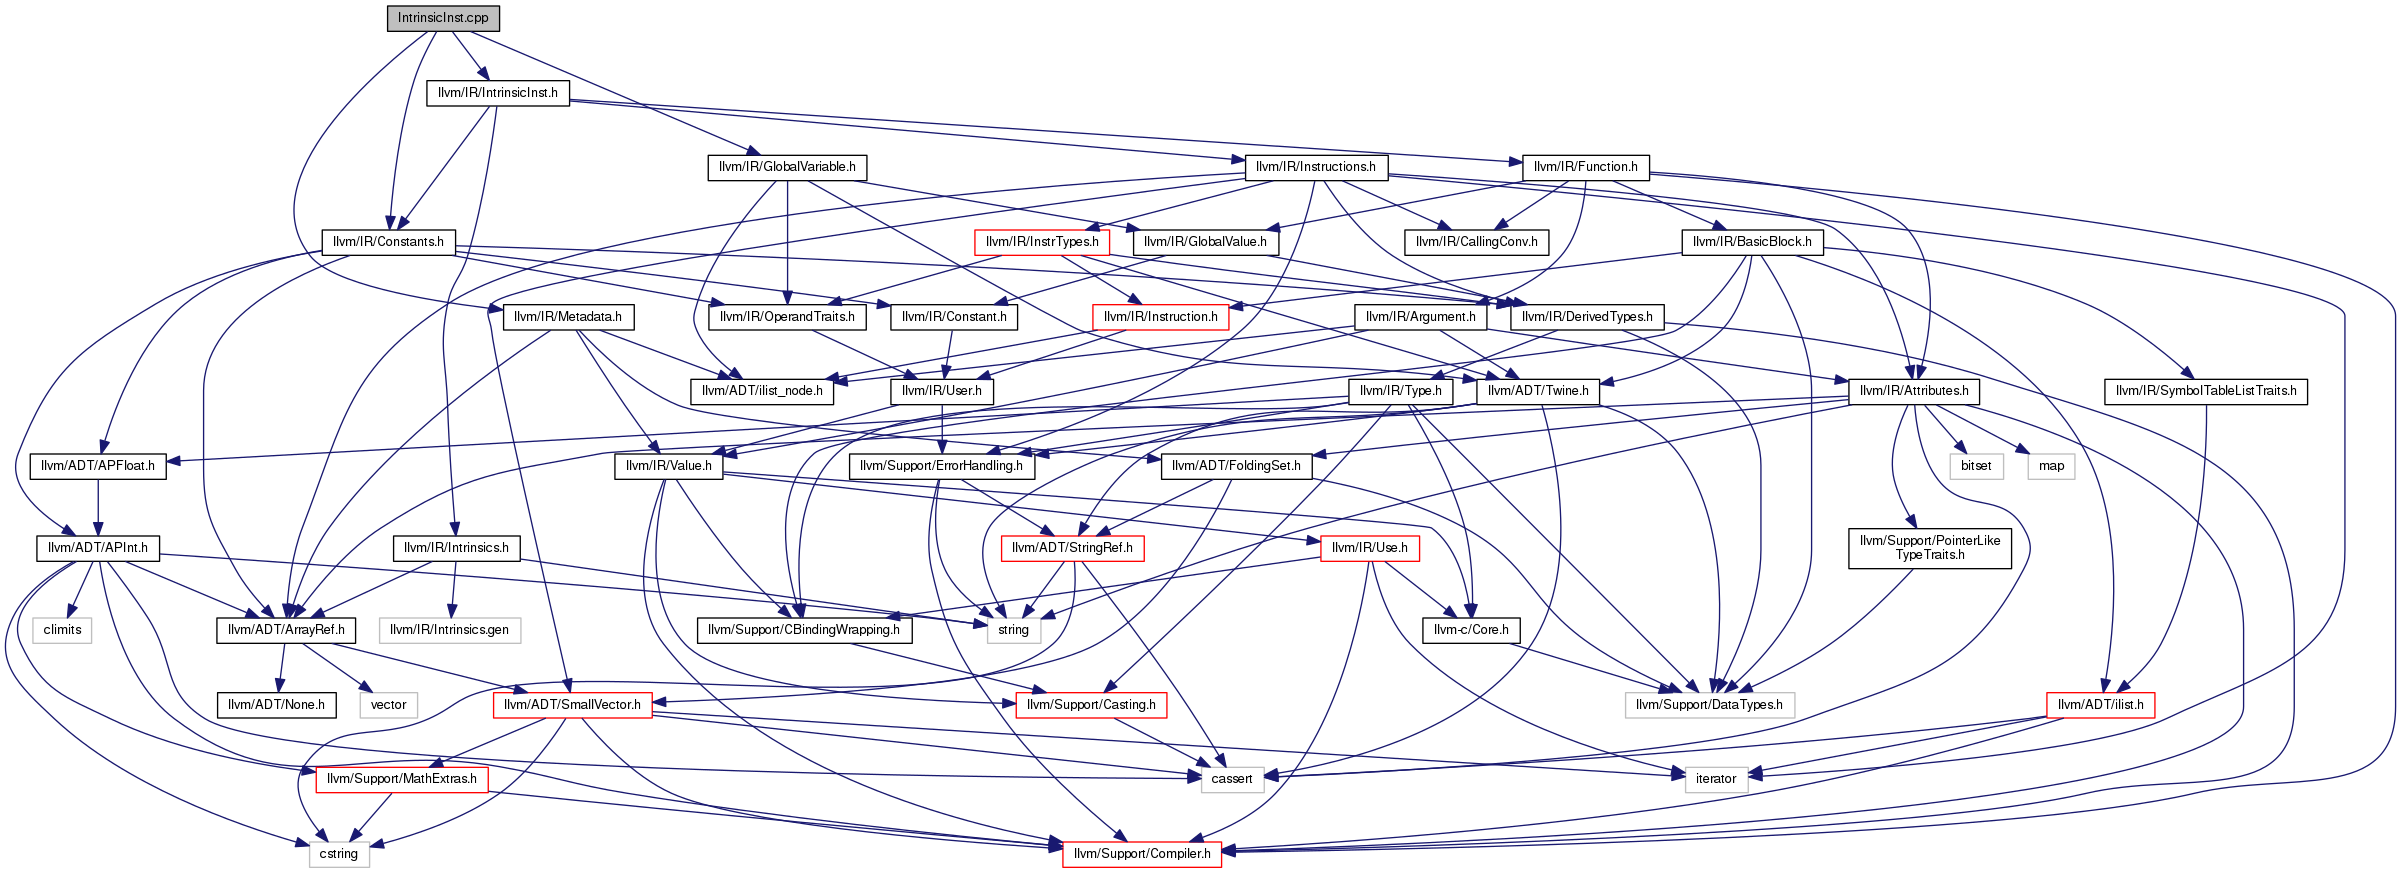 IntrinsicInst.cpp
llvm/IR/IntrinsicInst.h
llvm/IR/GlobalVariable.h
llvm/IR/Instructions.h
llvm/IR/Function.h
llvm/IR/Constants.h
llvm/IR/InstrTypes.h
llvm/IR/GlobalValue.h
llvm/IR/CallingConv.h
llvm/IR/BasicBlock.h
llvm/IR/Metadata.h
llvm/IR/OperandTraits.h
llvm/IR/Constant.h
llvm/IR/Instruction.h
llvm/IR/Argument.h
llvm/IR/DerivedTypes.h
llvm/ADT/ilist_node.h
llvm/IR/User.h
llvm/IR/Type.h
llvm/ADT/Twine.h
llvm/IR/Attributes.h
llvm/IR/SymbolTableListTraits.h
llvm/ADT/APFloat.h
llvm/IR/Value.h
llvm/Support/ErrorHandling.h
llvm/ADT/FoldingSet.h
bitset
map
llvm/ADT/APInt.h
llvm/IR/Intrinsics.h
llvm/ADT/StringRef.h
llvm/IR/Use.h
llvm/Support/PointerLike
TypeTraits.h
climits
llvm/ADT/ArrayRef.h
llvm/IR/Intrinsics.gen
llvm/Support/CBindingWrapping.h
string
llvm-c/Core.h
llvm/ADT/None.h
vector
llvm/ADT/SmallVector.h
llvm/Support/Casting.h
llvm/Support/DataTypes.h
llvm/ADT/ilist.h
llvm/Support/MathExtras.h
cassert
iterator
cstring
llvm/Support/Compiler.h